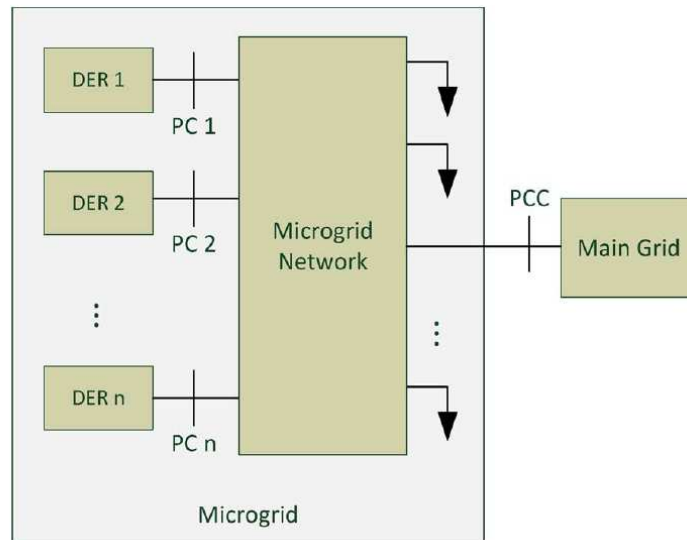 DER 1
PC 1
DER 2
PC 2
Microgrid
Network
PCC
Main Grid
DER n
PC n
Microgrid